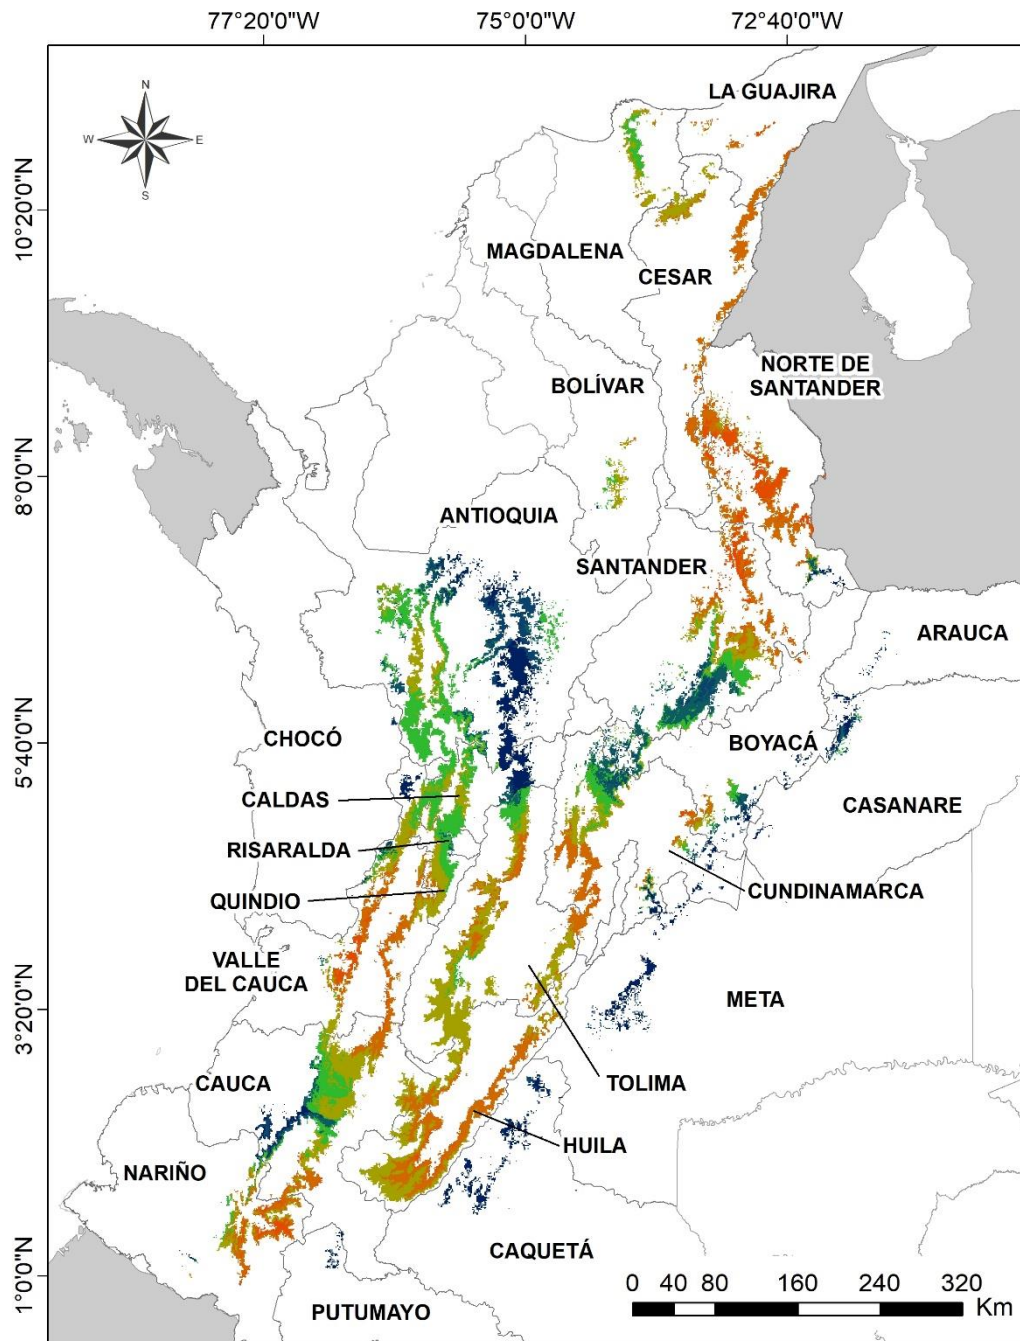 77°20'0"W
75°0'0"W
72°40'0"W
LA GUAJIRA
N
W
E
S
10°20'0"N
MAGDALENA
CESAR
NORTE DE
SANTANDER
BOLÍVAR
8°0'0"N
ANTIOQUIA
SANTANDER
ARAUCA
5°40'0"N
CHOCÓ
BOYACÁ
CALDAS
CASANARE
RISARALDA
CUNDINAMARCA
QUINDIO
VALLE
DEL CAUCA
META
3°20'0"N
CAUCA
TOLIMA
HUILA
NARIÑO
CAQUETÁ
1°0'0"N
PUTUMAYO
0 40 80 160 240 320
Km